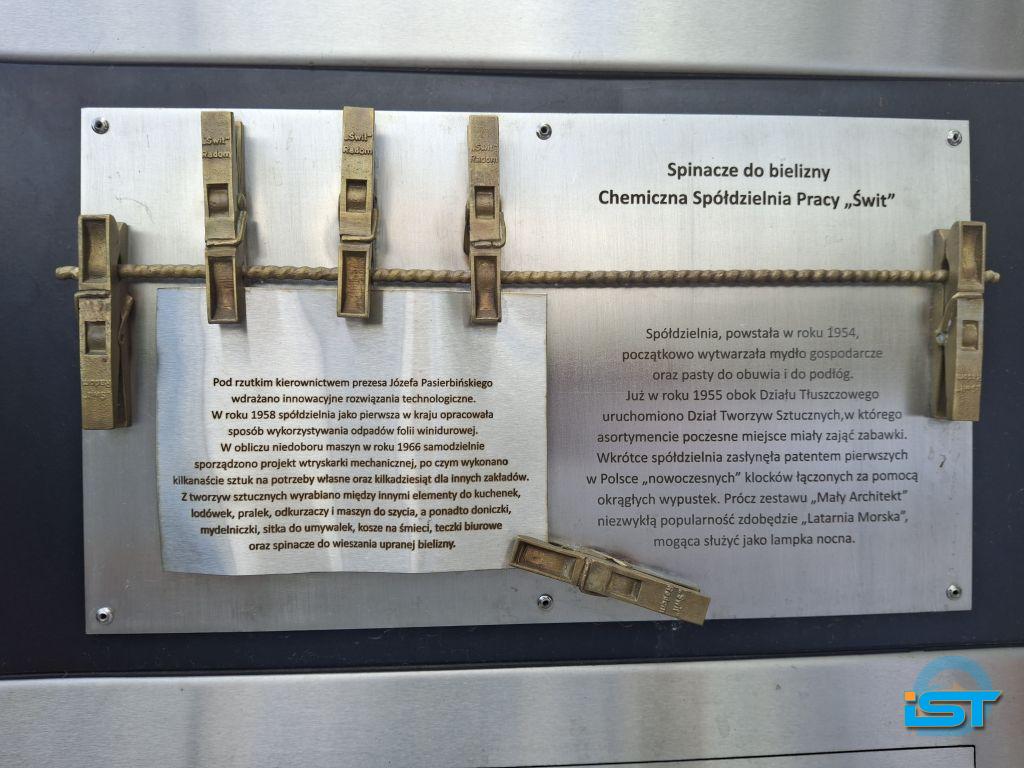 „Świt"
Radom
„Świt"
Radom
„Świt"
Radom
Spinacze do bielizny
Chemiczna Spółdzielnia Pracy „Świt”
Spółdzielnia, powstała w roku 1954,
początkowo wytwarzała mydło gospodarcze
oraz pasty do obuwia i do podłóg.
Już w roku 1955 obok Działu Tłuszczowego
uruchomiono Dział Tworzyw Sztucznych,w którego
asortymencie poczesne miejsce miały zająć zabawki.
Wkrótce spółdzielnia zasłynęła patentem pierwszych
w Polsce „nowoczesnych” klocków łączonych za pomocą
okrągłych wypustek. Prócz zestawu „Mały Architekt”
niezwykłą popularność zdobędzie „Latarnia Morska”,
mogąca służyć jako lampka nocna.
Pod rzutkim kierownictwem prezesa Józefa Pasierbińskiego
wdrażano innowacyjne rozwiązania technologiczne.
W roku 1958 spółdzielnia jako pierwsza w kraju opracowała
sposób wykorzystywania odpadów folii winidurowej.
W obliczu niedoboru maszyn w roku 1966 samodzielnie
sporządzono projekt wtryskarki mechanicznej, po czym wykonano
kilkanaście sztuk na potrzeby własne oraz kilkadziesiąt dla innych zakładów.
Z tworzyw sztucznych wyrabiano między innymi elementy do kuchenek,
lodówek, pralek, odkurzaczy i maszyn do szycia, a ponadto doniczki,
mydelniczki, sitka do umywalek, kosze na śmieci, teczki biurowe
oraz spinacze do wieszania upranej bielizny.
„Świt"
Radom
iST